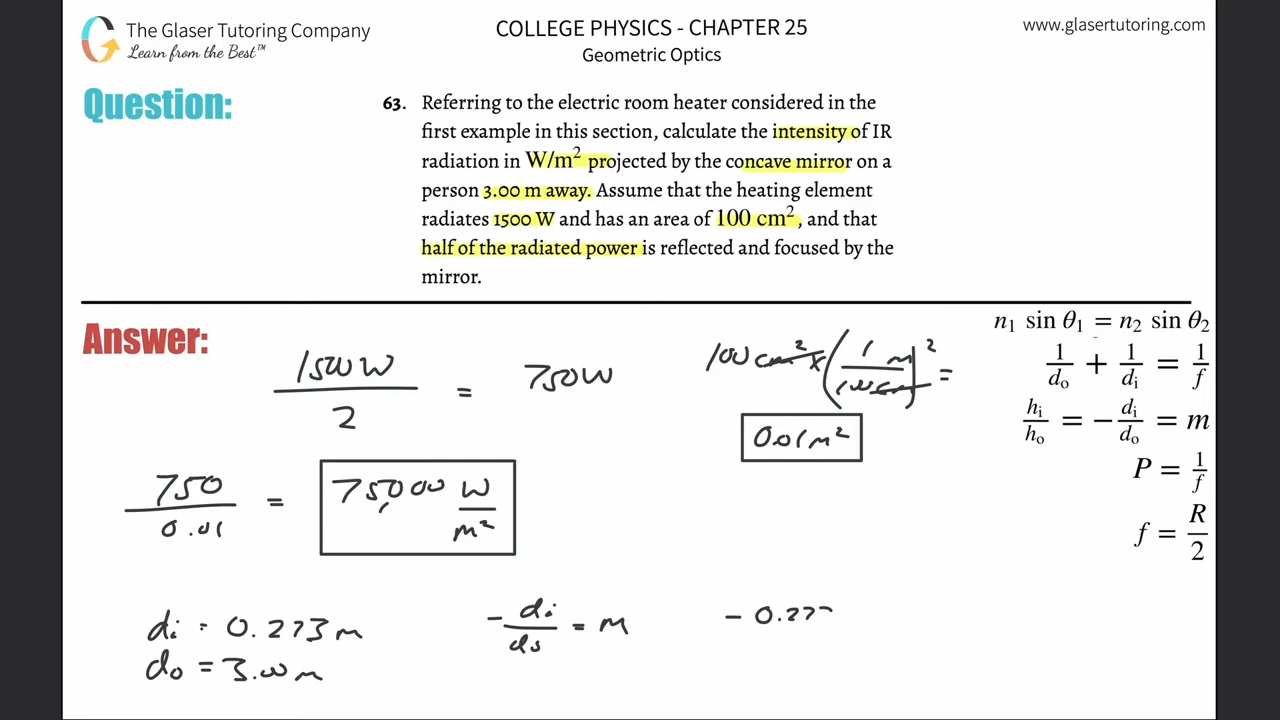 The Glaser Tutoring Company
Learn from the Best™
COLLEGE PHYSICS - CHAPTER 25
Geometric Optics
www.glasertutoring.com
Question:
63. Referring to the electric room heater considered in the
first example in this section, calculate the intensity of IR
radiation in W/m² projected by the concave mirror on a
person 3.00 m away. Assume that the heating element
radiates 1500 W and has an area of 100 cm², and that
half of the radiated power is reflected and focused by the
mirror.
Answer:
1500 W / 2 = 750 W
100 cm² x (1 m / 100 cm)² =
0.01 m²
750 / 0.01 = 75,000 W/m²
di = 0.273 m
do = 3.00 m
- di/do = m
- 0.27
n₁ sin θ₁ = n₂ sin θ₂
1/dₒ + 1/dᵢ = 1/f
hᵢ/hₒ = - dᵢ/dₒ = m
P = 1/f
f = R/2